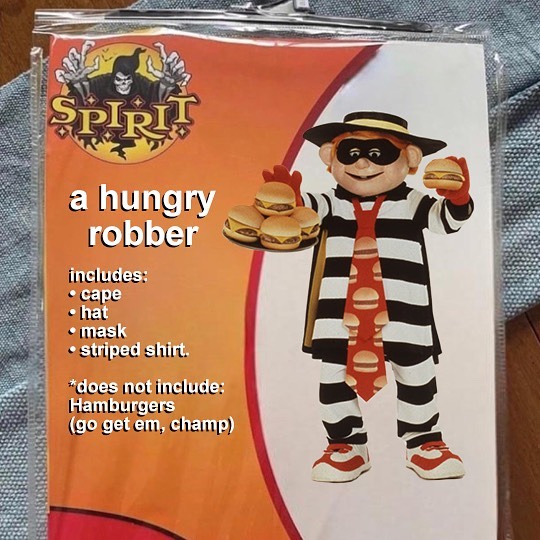 SPIRIT
a hungry
robber
includes:
• cape
• hat
• mask
• striped shirt.
*does not include:
Hamburgers
(go get em, champ)